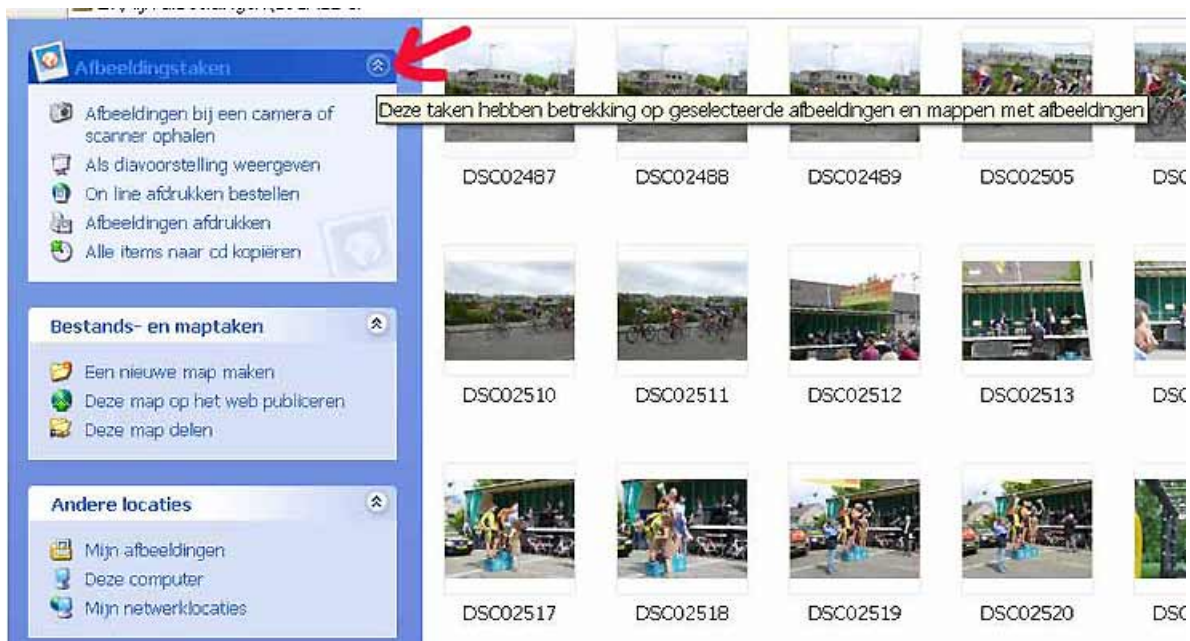 Afbeeldingstaken
Deze taken hebben betrekking op geselecteerde afbeeldingen en mappen met afbeeldingen
Afbeeldingen bij een camera of
scanner ophalen
Als diavoorstelling weergeven
On line afdrukken bestellen
Afbeeldingen afdrukken
Alle items naar cd kopiëren
Bestands- en maptaken
Een nieuwe map maken
Deze map op het web publiceren
Deze map delen
Andere locaties
Mijn afbeeldingen
Deze computer
Mijn netwerklocaties
DSC02487 DSC02488 DSC02489 DSC02505 DSC
DSC02510 DSC02511 DSC02512 DSC02513 DSC
DSC02517 DSC02518 DSC02519 DSC02520 DSC